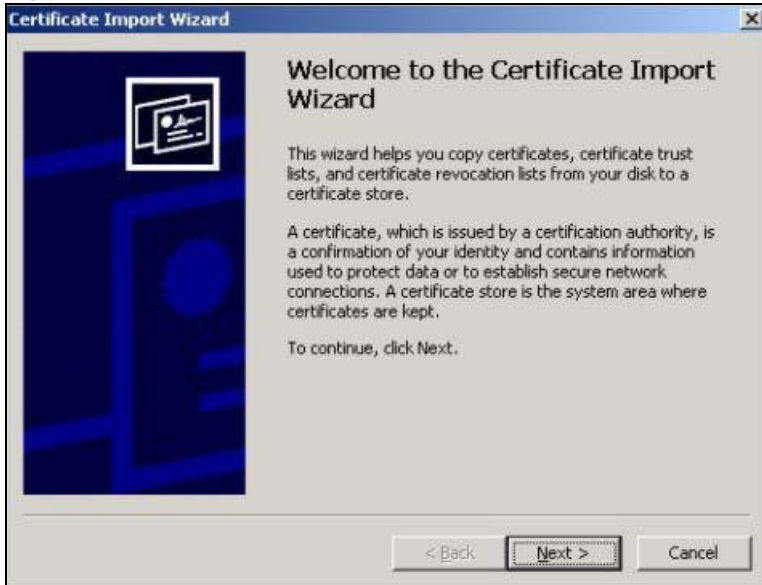 Certificate Import Wizard
Welcome to the Certificate Import
Wizard
This wizard helps you copy certificates, certificate trust
lists, and certificate revocation lists from your disk to a
certificate store.
A certificate, which is issued by a certification authority, is
a confirmation of your identity and contains information
used to protect data or to establish secure network
connections. A certificate store is the system area where
certificates are kept.
To continue, click Next.
< Back Next > Cancel